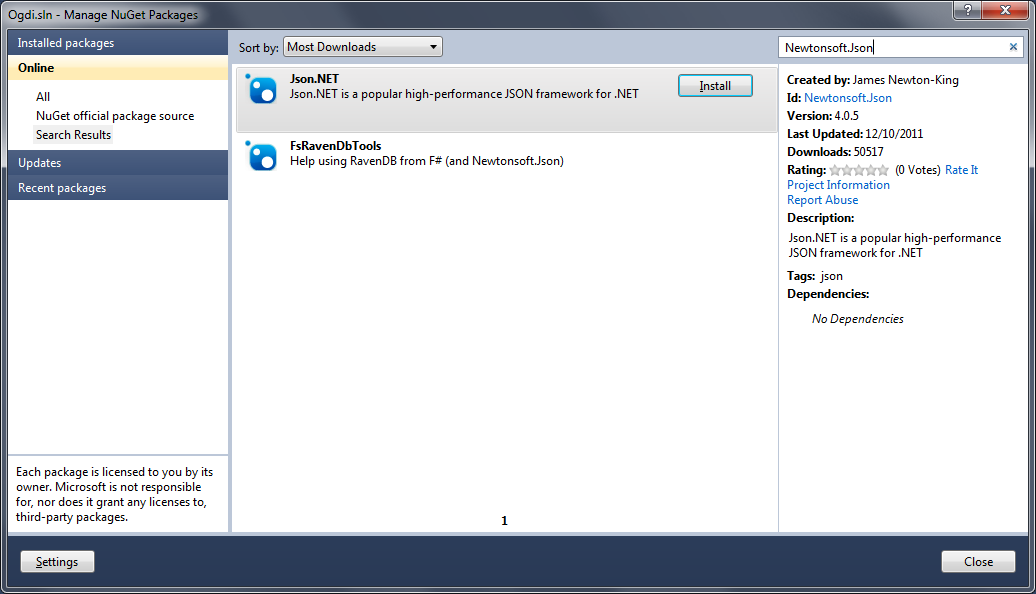 Ogdi.sln - Manage NuGet Packages
?
Installed packages
Online
All
NuGet official package source
Search Results
Updates
Recent packages
Each package is licensed to you by its
owner. Microsoft is not responsible
for, nor does it grant any licenses to,
third-party packages.
Sort by: Most Downloads
Json.NET
Json.NET is a popular high-performance JSON framework for .NET
Install
FsRavenDbTools
Help using RavenDB from F# (and Newtonsoft.Json)
1
Newtonsoft.Json
Created by: James Newton-King
Id: Newtonsoft.Json
Version: 4.0.5
Last Updated: 12/10/2011
Downloads: 50517
Rating: (0 Votes) Rate It
Project Information
Report Abuse
Description:
Json.NET is a popular high-performance
JSON framework for .NET
Tags: json
Dependencies:
No Dependencies
Settings
Close